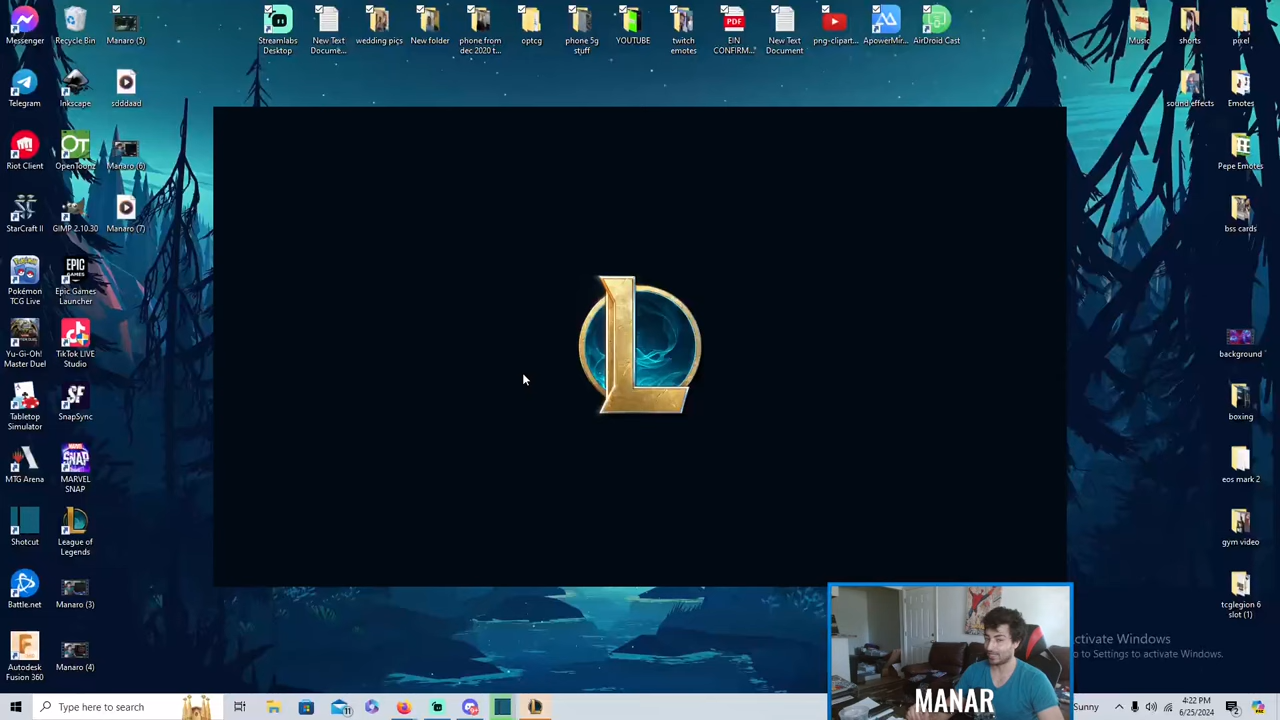 Messenger
Recycle Bin
Manaro (5)
Streamlabs
Desktop
New Text
Docume...
wedding pics
New folder
phone from
dec 2020 t...
optcg
phone 5g
stuff
YOUTUBE
twitch
emotes
PDF
EIN
CONFIRM...
New Text
Document
png-clipart...
ApowerMir...
AirDroid Cast
Music
shorts
pixel
Telegram
Inkscape
sdddaad
sound effects
Emotes
Riot Client
OpenToonz
Manaro (6)
Pepe Emotes
StarCraft II
GIMP 2.10.30
Manaro (7)
bss cards
Pokémon
TCG Live
EPIC
GAMES
Epic Games
Launcher
Yu-Gi-Oh!
Master Duel
TikTok LIVE
Studio
background
Tabletop
Simulator
SF
SnapSync
boxing
MTG Arena
MARVEL
SNAP
eos mark 2
Shotcut
League of
Legends
gym video
Battle.net
Manaro (3)
tcglegion 6
slot (1)
Autodesk
Fusion 360
Manaro (4)
ctivate Windows
o to Settings to activate Windows.
MANAR
Type here to search
11
Sunny
4:22 PM
6/25/2024
2